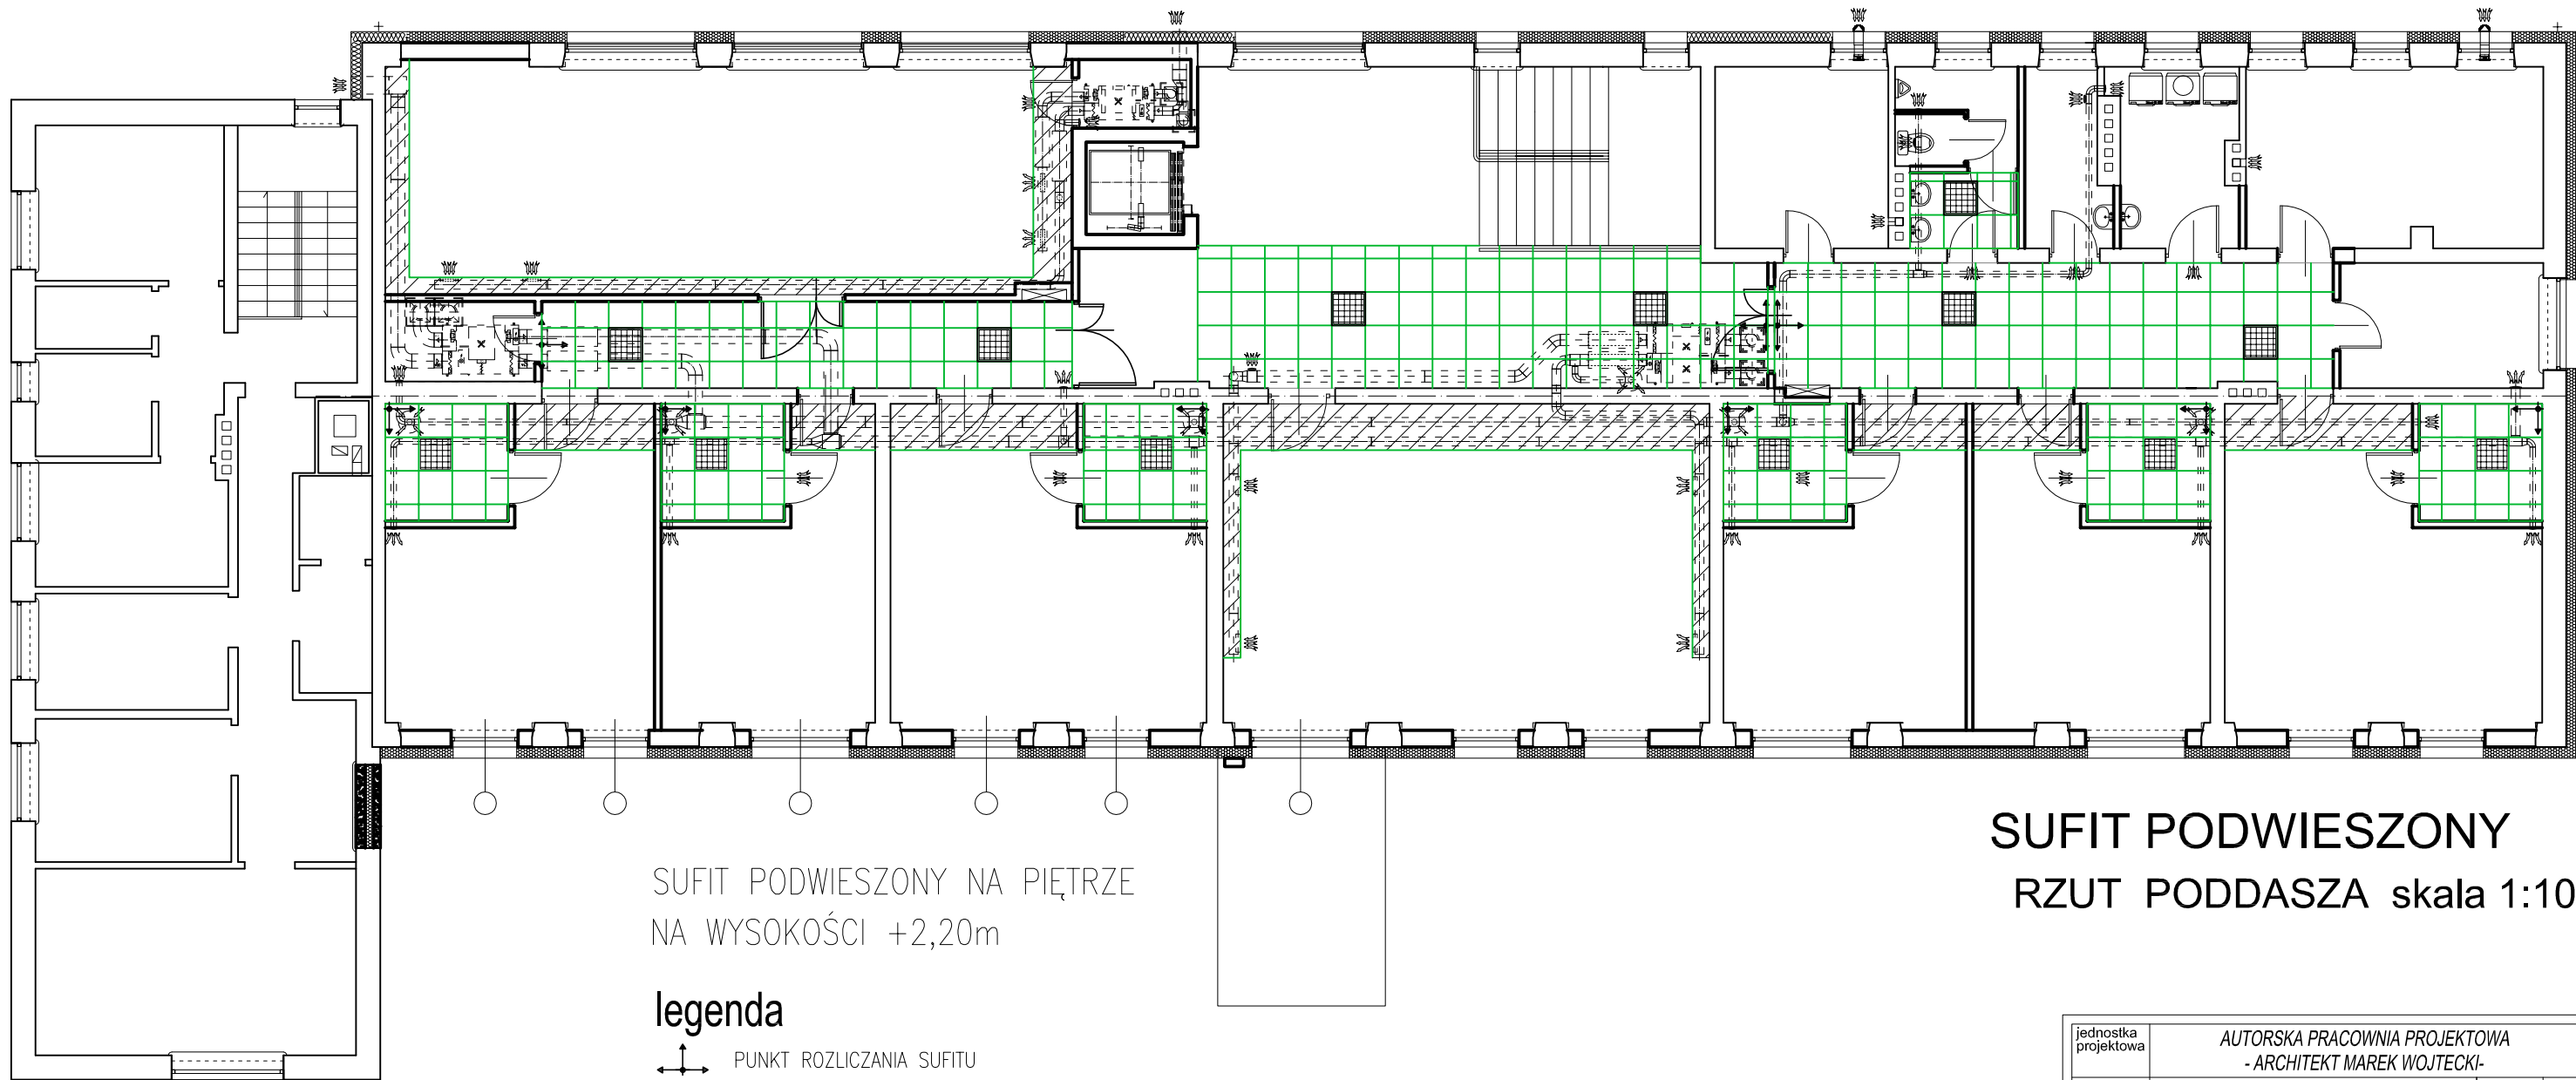 SUFIT PODWIESZONY NA PIĘTRZE
NA WYSOKOŚCI +2,20m
legenda
PUNKT ROZLICZANIA SUFITU
SUFIT PODWIESZONY
RZUT PODDASZA skala 1:10
jednostka
projektowa
AUTORSKA PRACOWNIA PROJEKTOWA
- ARCHITEKT MAREK WOJTECKI-